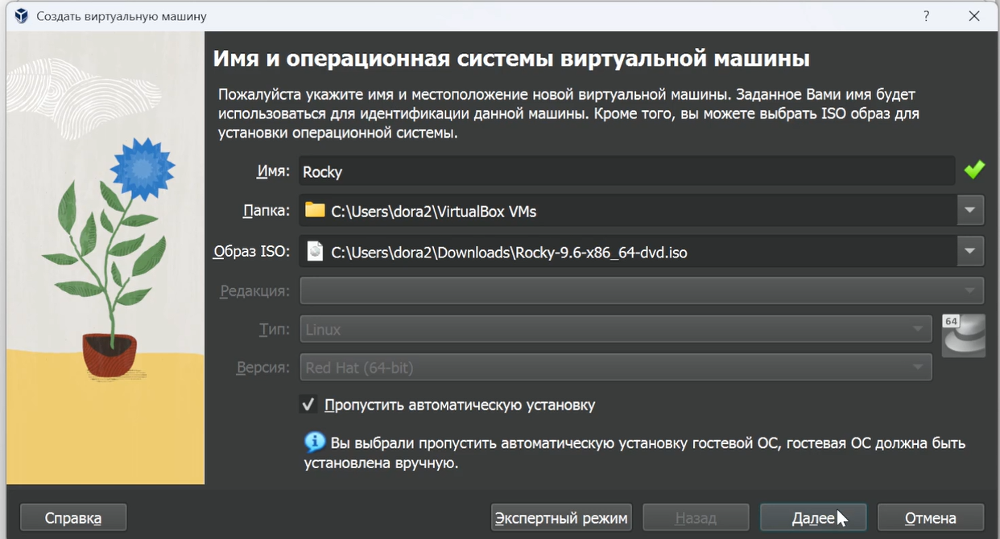 Создать виртуальную машину
?
Имя и операционная системы виртуальной машины
Пожалуйста укажите имя и местоположение новой виртуальной машины. Заданное Вами имя будет
использоваться для идентификации данной машины. Кроме того, вы можете выбрать ISO образ для
установки операционной системы.
Имя: Rocky
Папка: C:\Users\dora2\VirtualBox VMs
Образ ISO: C:\Users\dora2\Downloads\Rocky-9.6-x86_64-dvd.iso
Редакция:
Тип: Linux
64
Версия: Red Hat (64-bit)
Пропустить автоматическую установку
Вы выбрали пропустить автоматическую установку гостевой ОС, гостевая ОС должна быть
установлена вручную.
Справка Экспертный режим Назад Далее Отмена